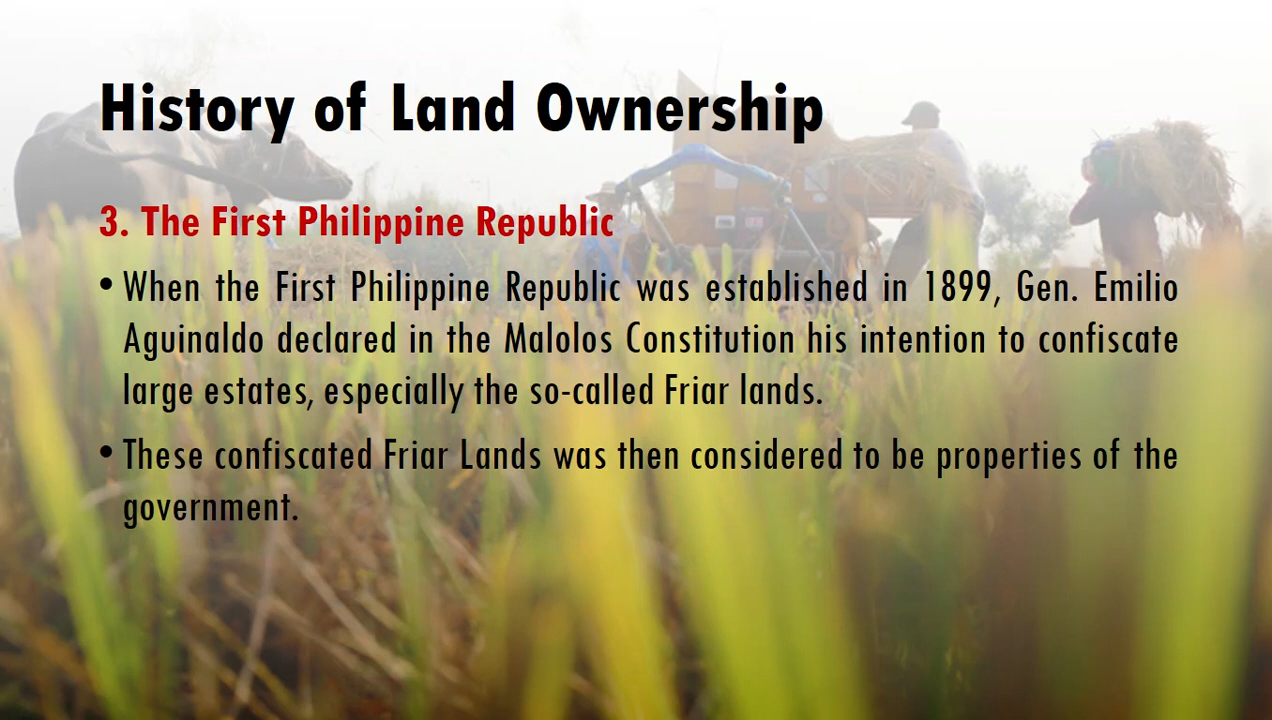 History of Land Ownership
3. The First Philippine Republic
• When the First Philippine Republic was established in 1899, Gen. Emilio
Aguinaldo declared in the Malolos Constitution his intention to confiscate
large estates, especially the so-called Friar lands.
• These confiscated Friar Lands was then considered to be properties of the
government.